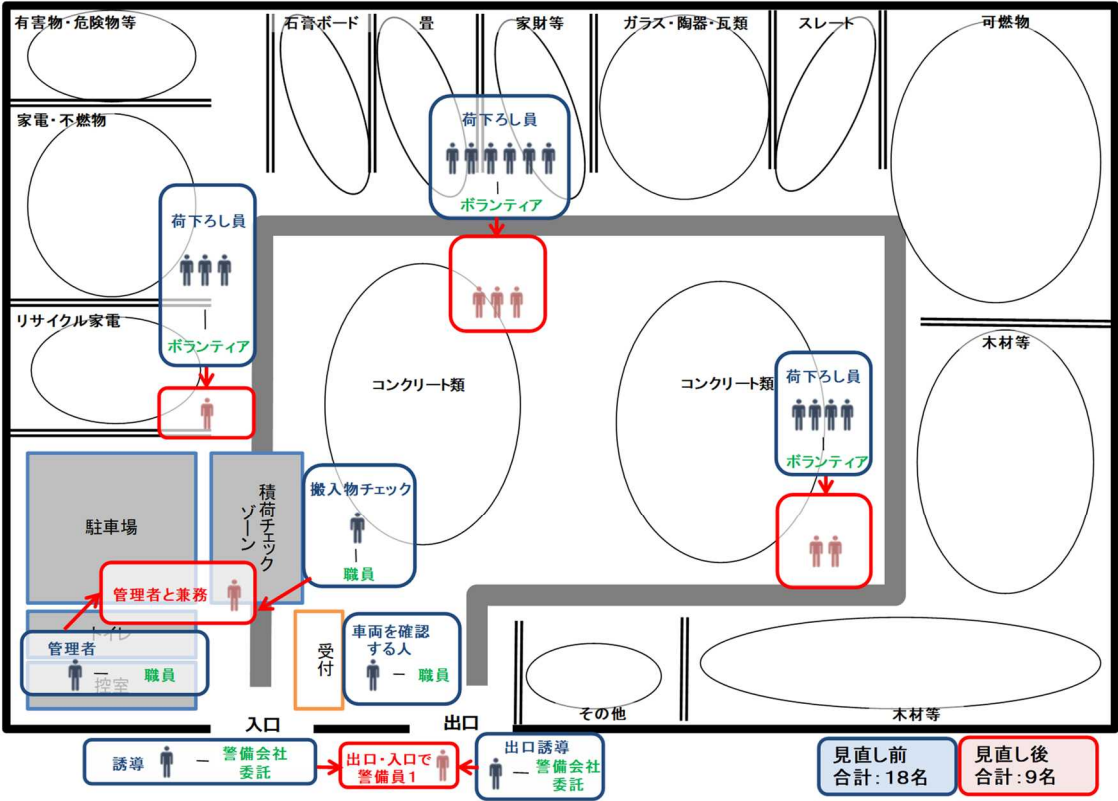 有害物・危険物等
石膏ボード
畳
家財等
ガラス・陶器・瓦類
スレート
可燃物
家電・不燃物
荷下ろし員
ボランティア
荷下ろし員
ボランティア
リサイクル家電
木材等
コンクリート類
コンクリート類
荷下ろし員
ボランティア
駐車場
積荷チェック
ゾーン
搬入物チェック
職員
管理者と兼務
トイレ
管理者
職員
控室
受付
車両を確認
する人
職員
その他
木材等
入口
出口
誘導
警備会社
委託
出口・入口で
警備員1
出口誘導
警備会社
委託
見直し前
合計:18名
見直し後
合計:9名